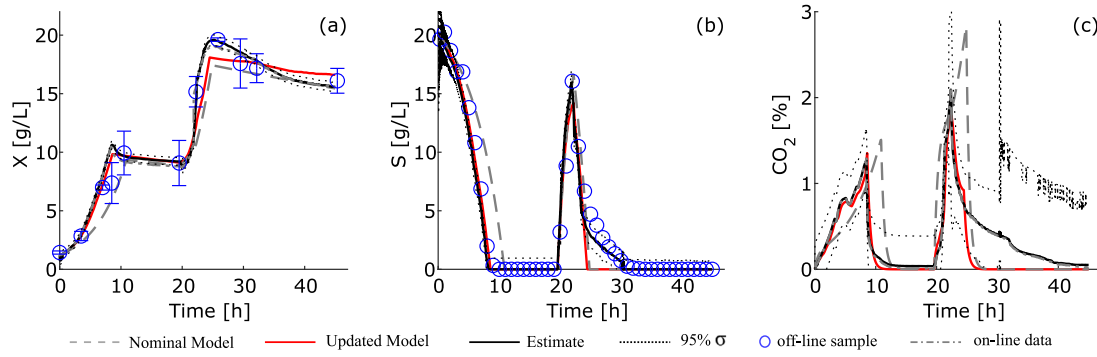 (a)
X [g/L]
20
15
10
5
0
0 10 20 30 40
Time [h]
(b)
S [g/L]
20
15
10
5
0
0 10 20 30 40
Time [h]
(c)
CO2 [%]
3
2
1
0
0 10 20 30 40
Time [h]
Nominal Model Updated Model Estimate 95% σ off-line sample on-line data